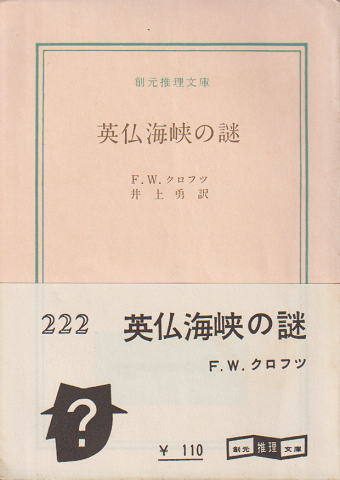 創元推理文庫
英仏海峡の謎
F.W.クロフツ
井上勇訳
222
英仏海峡の謎
F.W.クロフツ
?
¥ 110
創元推理文庫